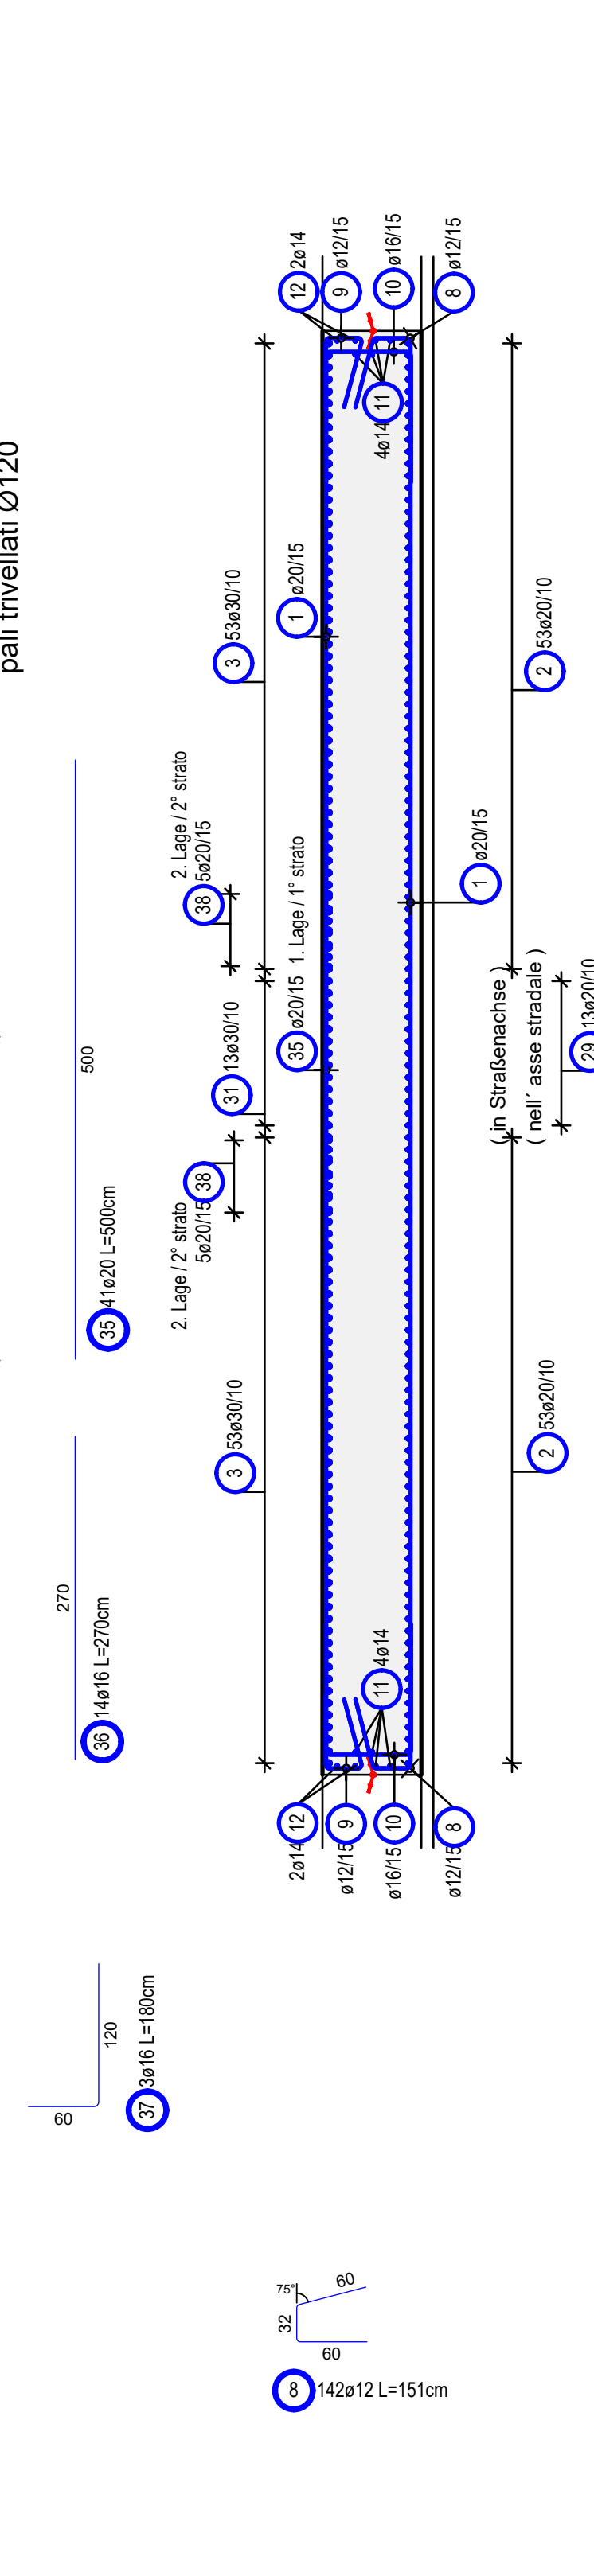 2ø14
12
ø12/15
9
ø16/15
10
ø12/15
8
4ø14
11
pali trivellati Ø120
53ø30/10
3
ø20/15
1
53ø20/10
2
2. Lage / 2° strato
5ø20/15
38
1. Lage / 1° strato
ø20/15
35
13ø30/10
31
ø20/15
1
( in Straßenachse )
( nell´ asse stradale )
13ø20/10
29
500
41ø20 L=500cm
35
38
2. Lage / 2° strato
5ø20/15
53ø30/10
3
53ø20/10
2
270
14ø16 L=270cm
36
4ø14
11
12
2ø14
9
ø12/15
10
ø16/15
8
ø12/15
120
60
3ø16 L=180cm
37
75°
60
32
60
8
142ø12 L=151cm